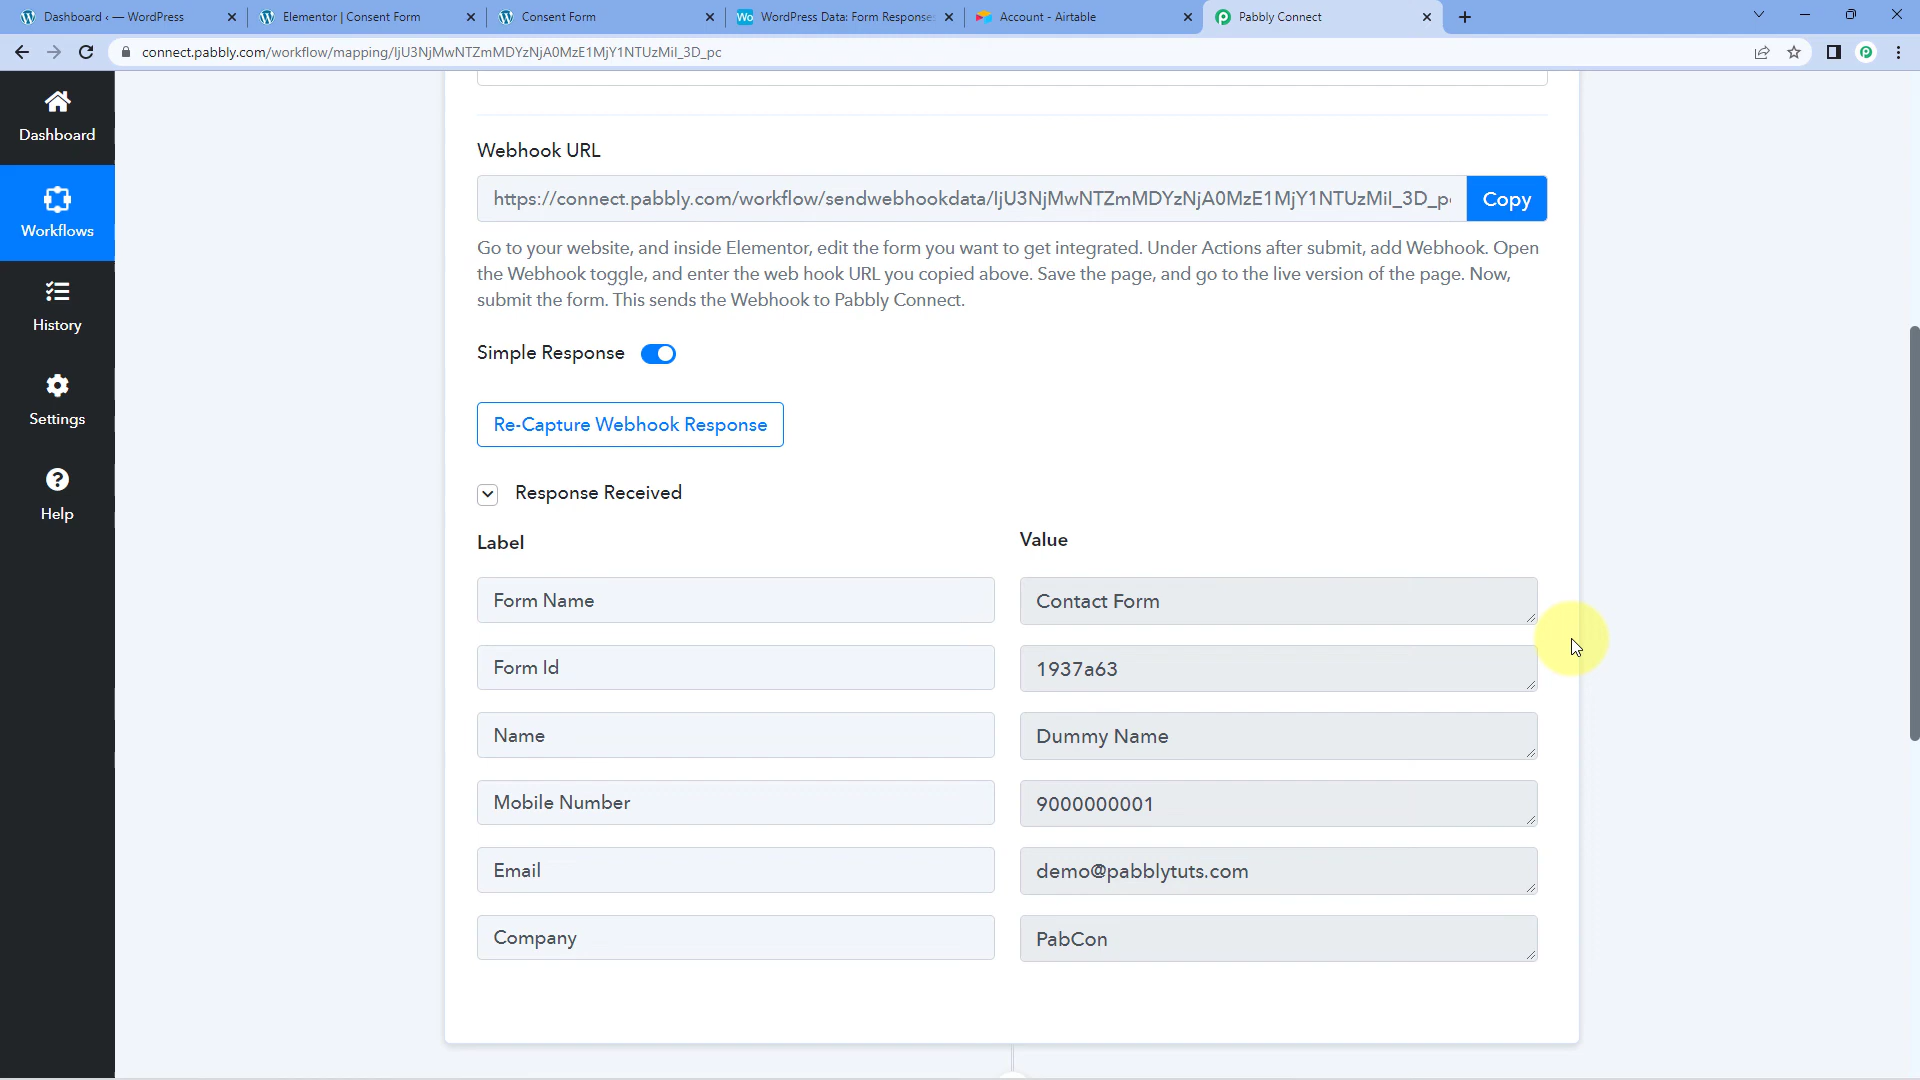 Dashboard ‹ — WordPress
Elementor | Consent Form
Consent Form
WordPress Data: Form Response
Account - Airtable
Pabbly Connect
connect.pabbly.com/workflow/mapping/IjU3NjMwNTZmMDYzNjA0MzE1MjY1NTUzMiI_3D_pc
Dashboard
Workflows
History
Settings
Help
Webhook URL
https://connect.pabbly.com/workflow/sendwebhookdata/IjU3NjMwNTZmMDYzNjA0MzE1MjY1NTUzMiI_3D_p
Copy
Go to your website, and inside Elementor, edit the form you want to get integrated. Under Actions after submit, add Webhook. Open
the Webhook toggle, and enter the web hook URL you copied above. Save the page, and go to the live version of the page. Now,
submit the form. This sends the Webhook to Pabbly Connect.
Simple Response
Re-Capture Webhook Response
Response Received
Label
Value
Form Name
Contact Form
Form Id
1937a63
Name
Dummy Name
Mobile Number
9000000001
Email
demo@pabblytuts.com
Company
PabCon